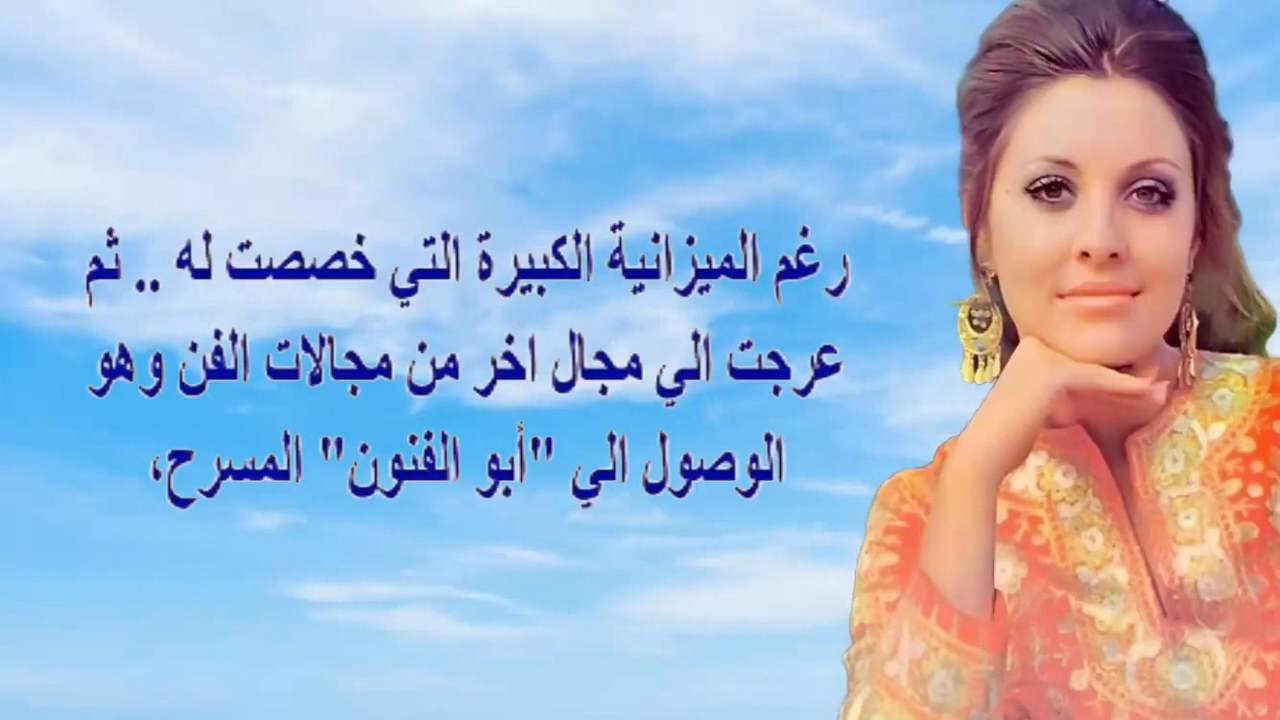 رغم الميزانية الكبيرة التي خصصت له .. ثم
عرجت الي مجال اخر من مجالات الفن وهو
الوصول الي "أبو الفنون" المسرح،